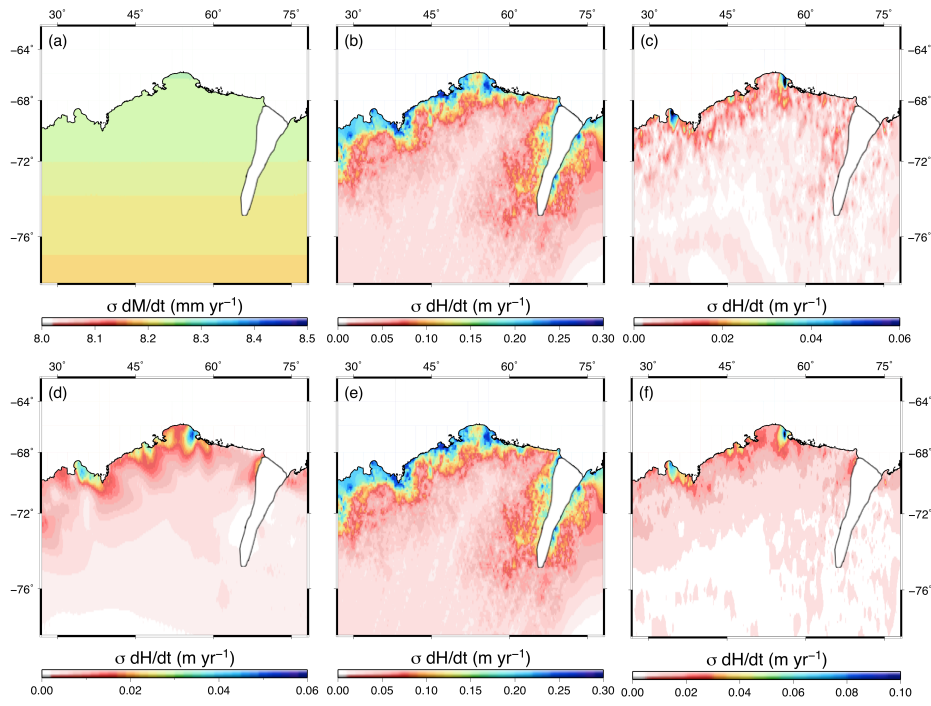 30° 45° 60° 75° 30° 45° 60° 75° 30° 45° 60° 75°
(a) (b) (c)
−64° −64°
−68° −68°
−72° −72°
−76° −76°
σ dM/dt (mm yr⁻¹) σ dH/dt (m yr⁻¹) σ dH/dt (m yr⁻¹)
8.0 8.1 8.2 8.3 8.4 8.5 0.00 0.05 0.10 0.15 0.20 0.25 0.30 0.00 0.02 0.04 0.06
30° 45° 60° 75° 30° 45° 60° 75° 30° 45° 60° 75°
(d) (e) (f)
−64° −64°
−68° −68°
−72° −72°
−76° −76°
σ dH/dt (m yr⁻¹) σ dH/dt (m yr⁻¹) σ dH/dt (m yr⁻¹)
0.00 0.02 0.04 0.06 0.00 0.05 0.10 0.15 0.20 0.25 0.30 0.00 0.02 0.04 0.06 0.08 0.10